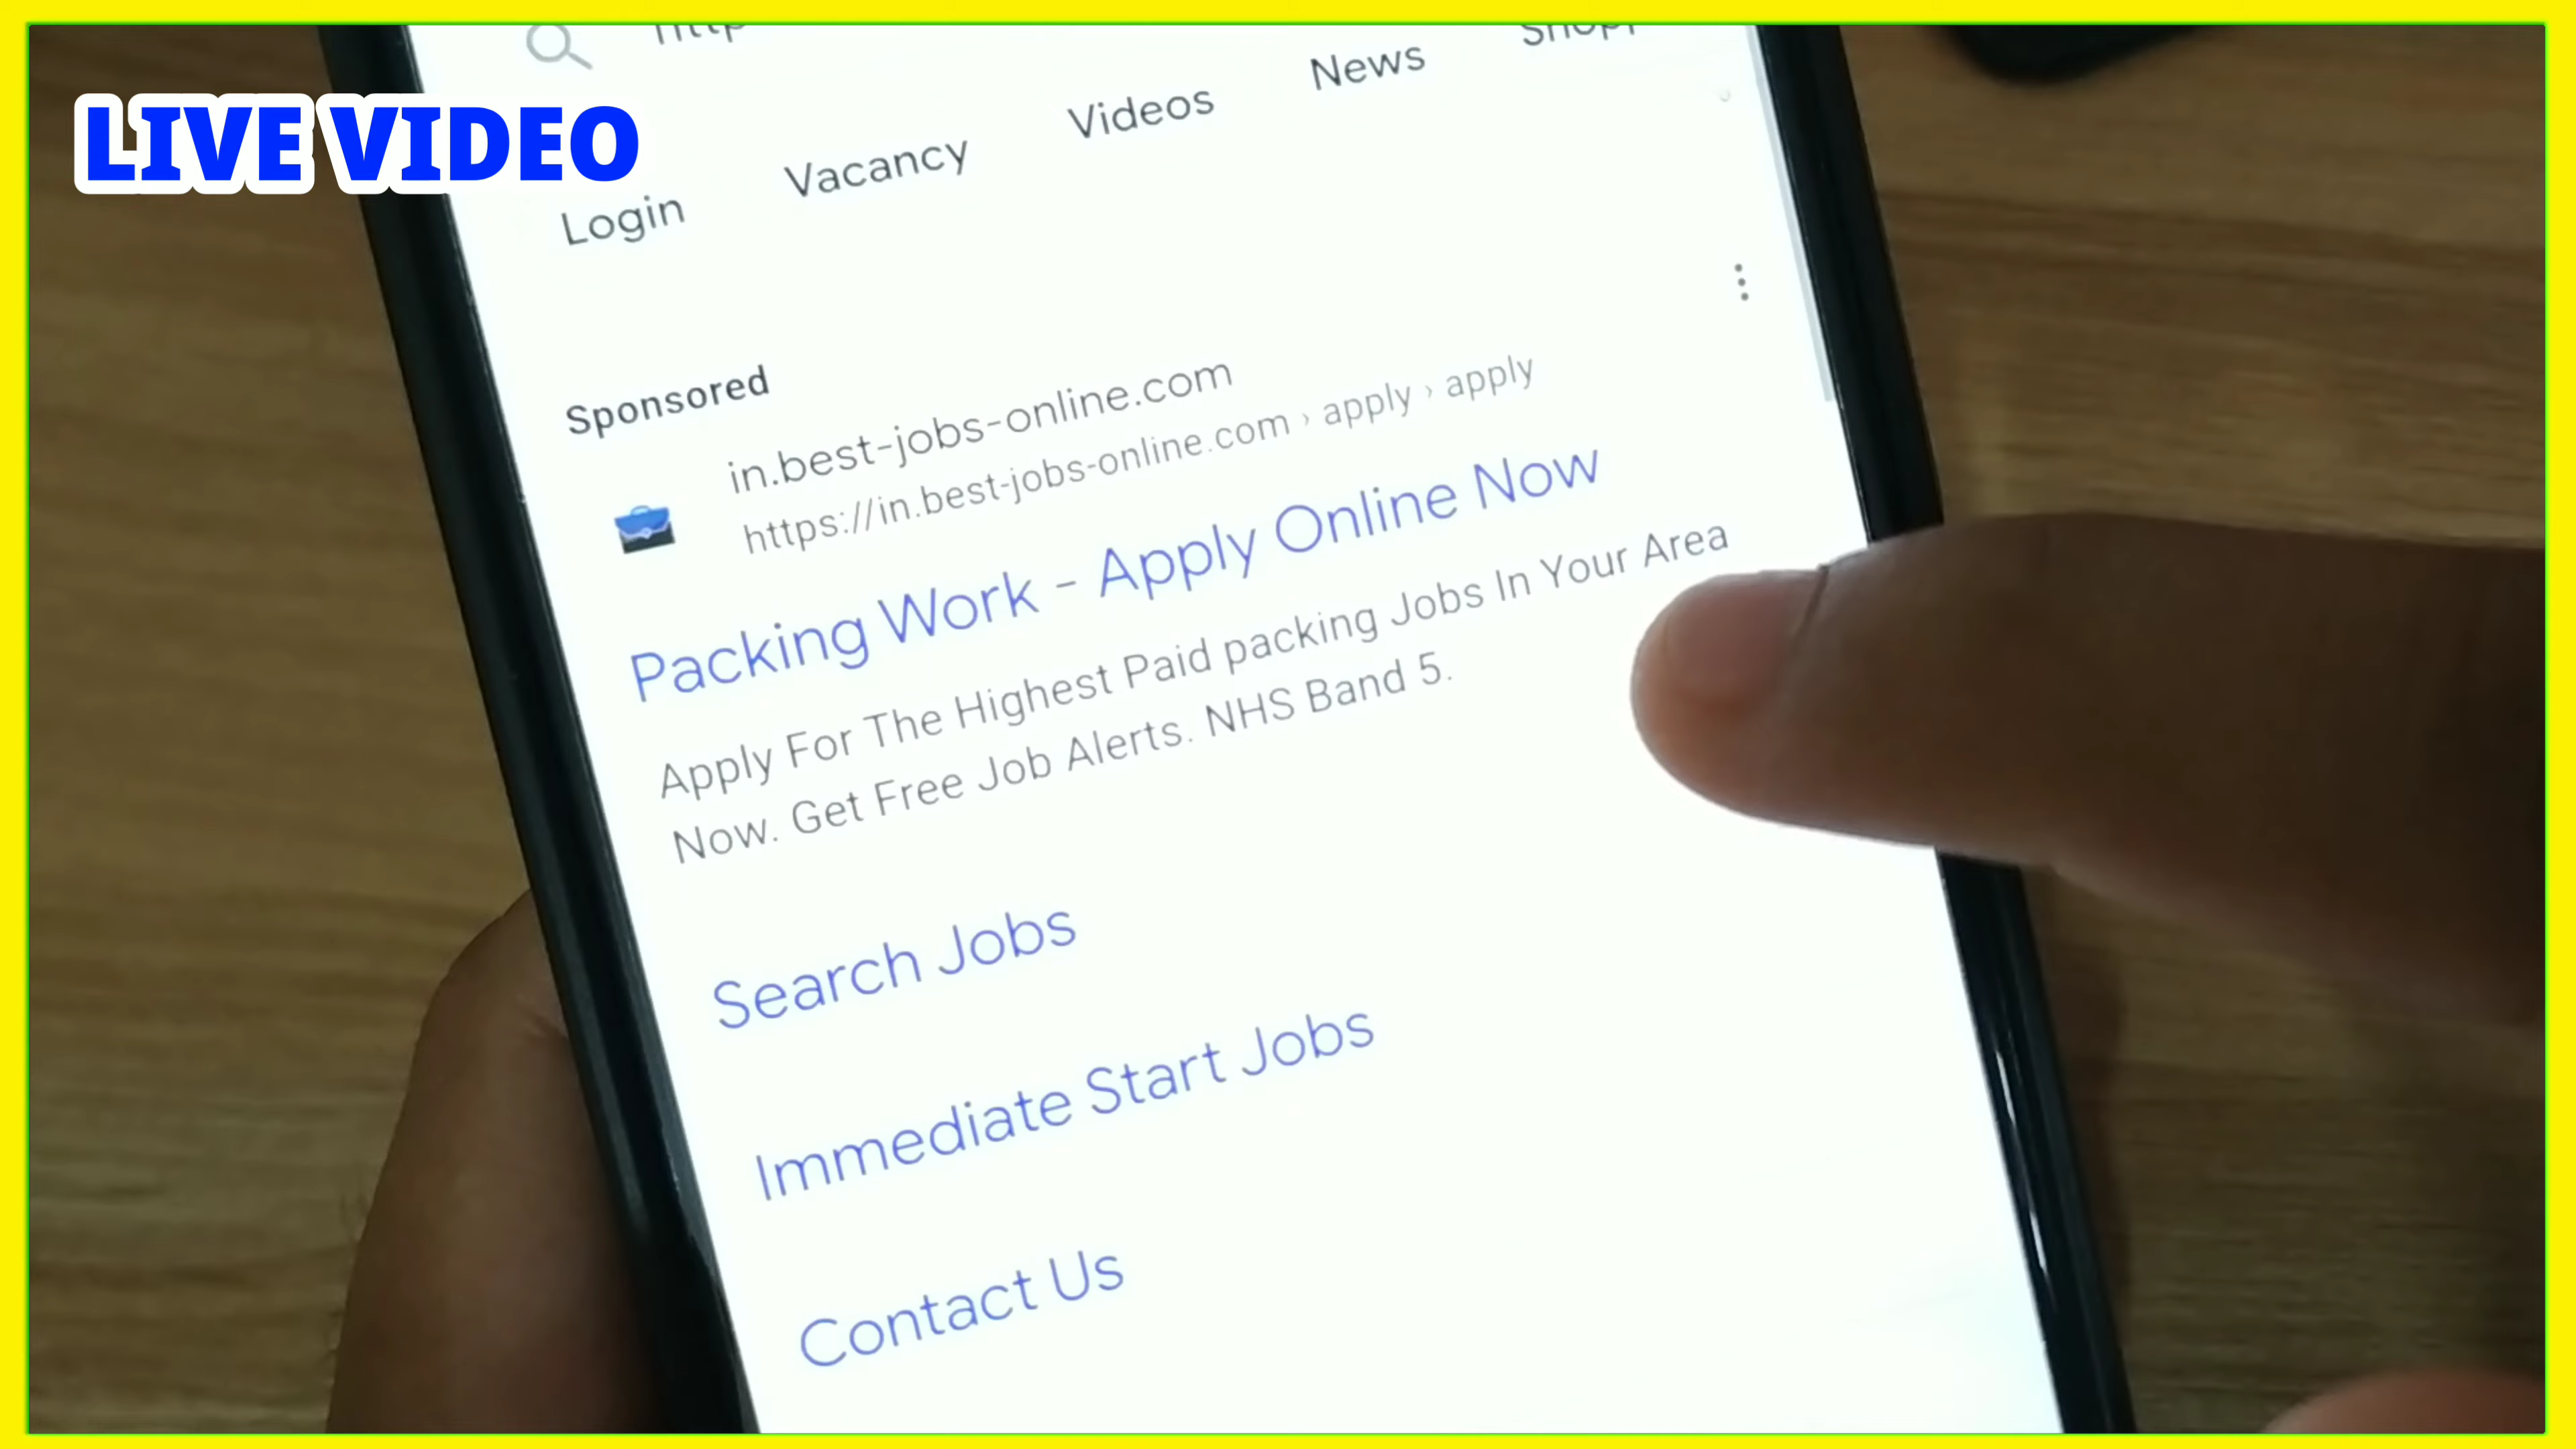 LIVE VIDEO
Login
Vacancy
Videos
News
Sponsored
in.best-jobs-online.com
https://in.best-jobs-online.com › apply › apply
Packing Work - Apply Online Now
Apply For The Highest Paid packing Jobs In Your Area
Now. Get Free Job Alerts. NHS Band 5.
Search Jobs
Immediate Start Jobs
Contact Us